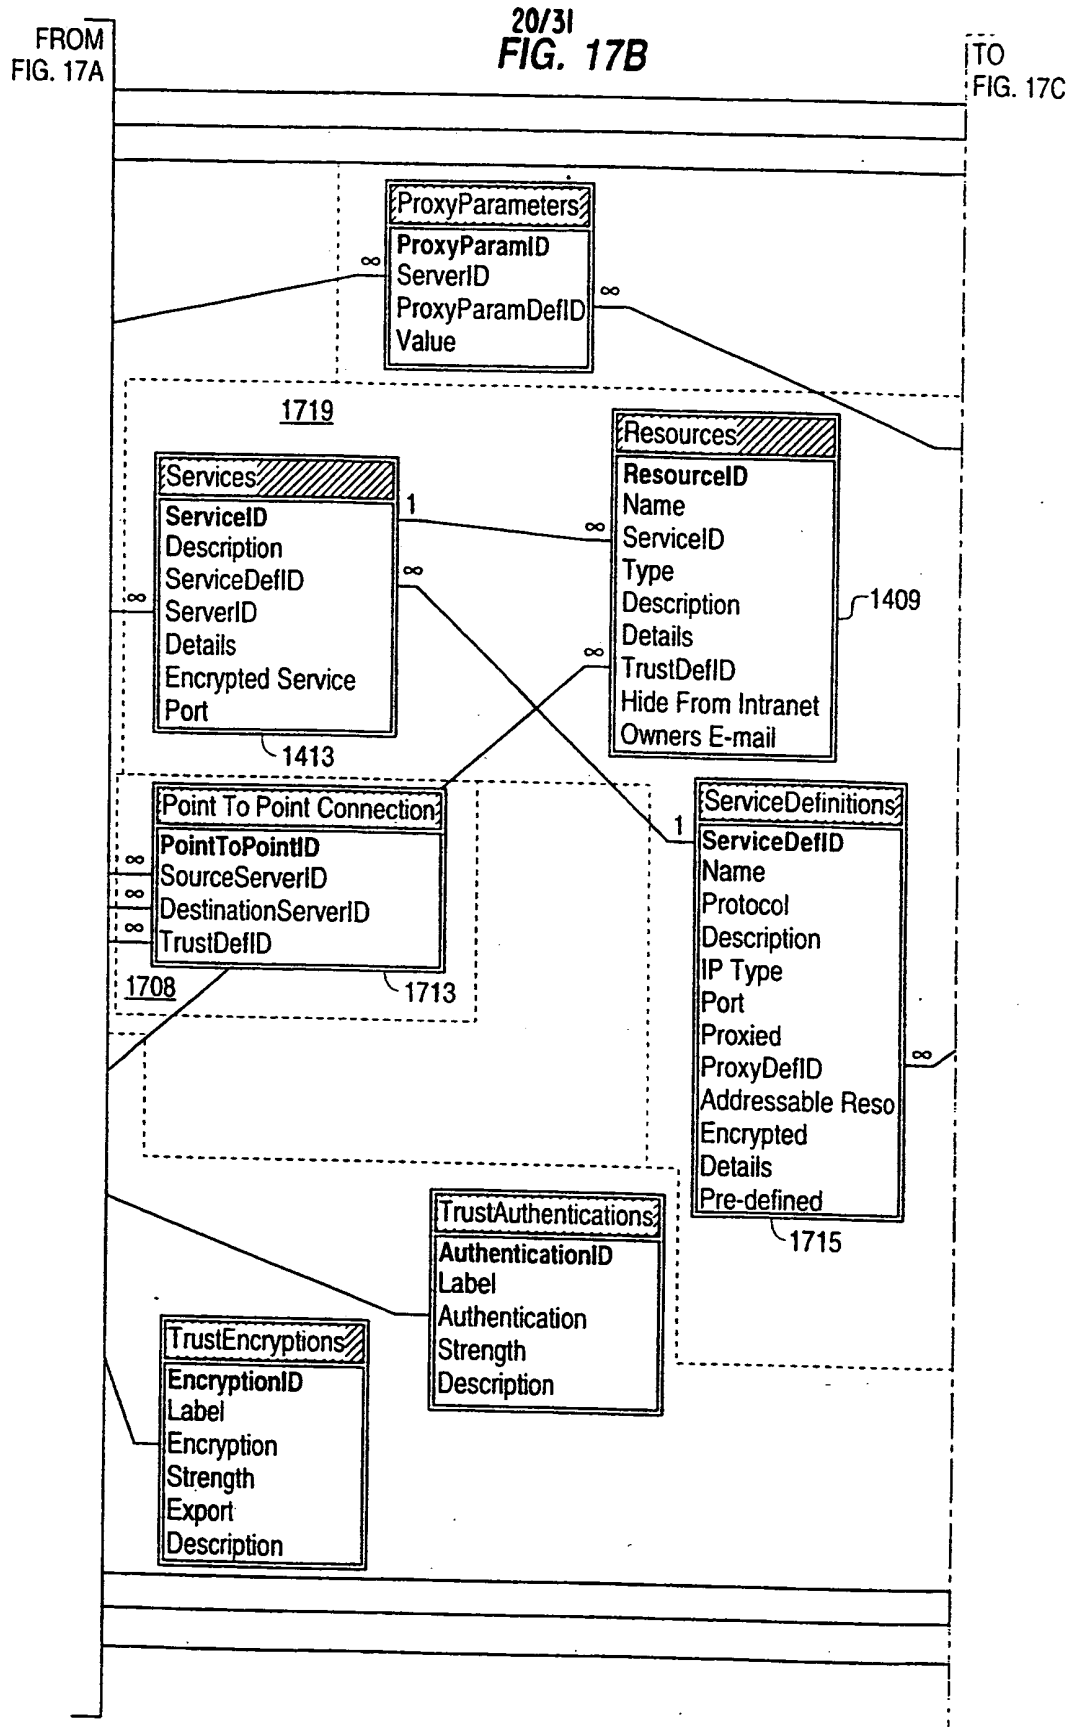 20/31
FIG. 17B
FROM
FIG. 17A
TO
FIG. 17C
ProxyParameters
ProxyParamID
∞ ServerID
ProxyParamDefID ∞
Value
1719
Services
ServiceID 1
Description
ServiceDefID ∞
∞ ServerID
Details
Encrypted Service
Port
1413
Resources
ResourceID
Name
∞ ServiceID
Type
Description
Details
∞ TrustDefID
Hide From Intranet
Owners E-mail
1409
Point To Point Connection
PointToPointID
∞ SourceServerID
∞ DestinationServerID
∞ TrustDefID
1708
1713
ServiceDefinitions
1 ServiceDefID
Name
Protocol
Description
IP Type
Port
Proxied
ProxyDefID ∞
Addressable Reso
Encrypted
Details
Pre-defined
1715
TrustAuthentications
AuthenticationID
Label
Authentication
Strength
Description
TrustEncryptions
EncryptionID
Label
Encryption
Strength
Export
Description